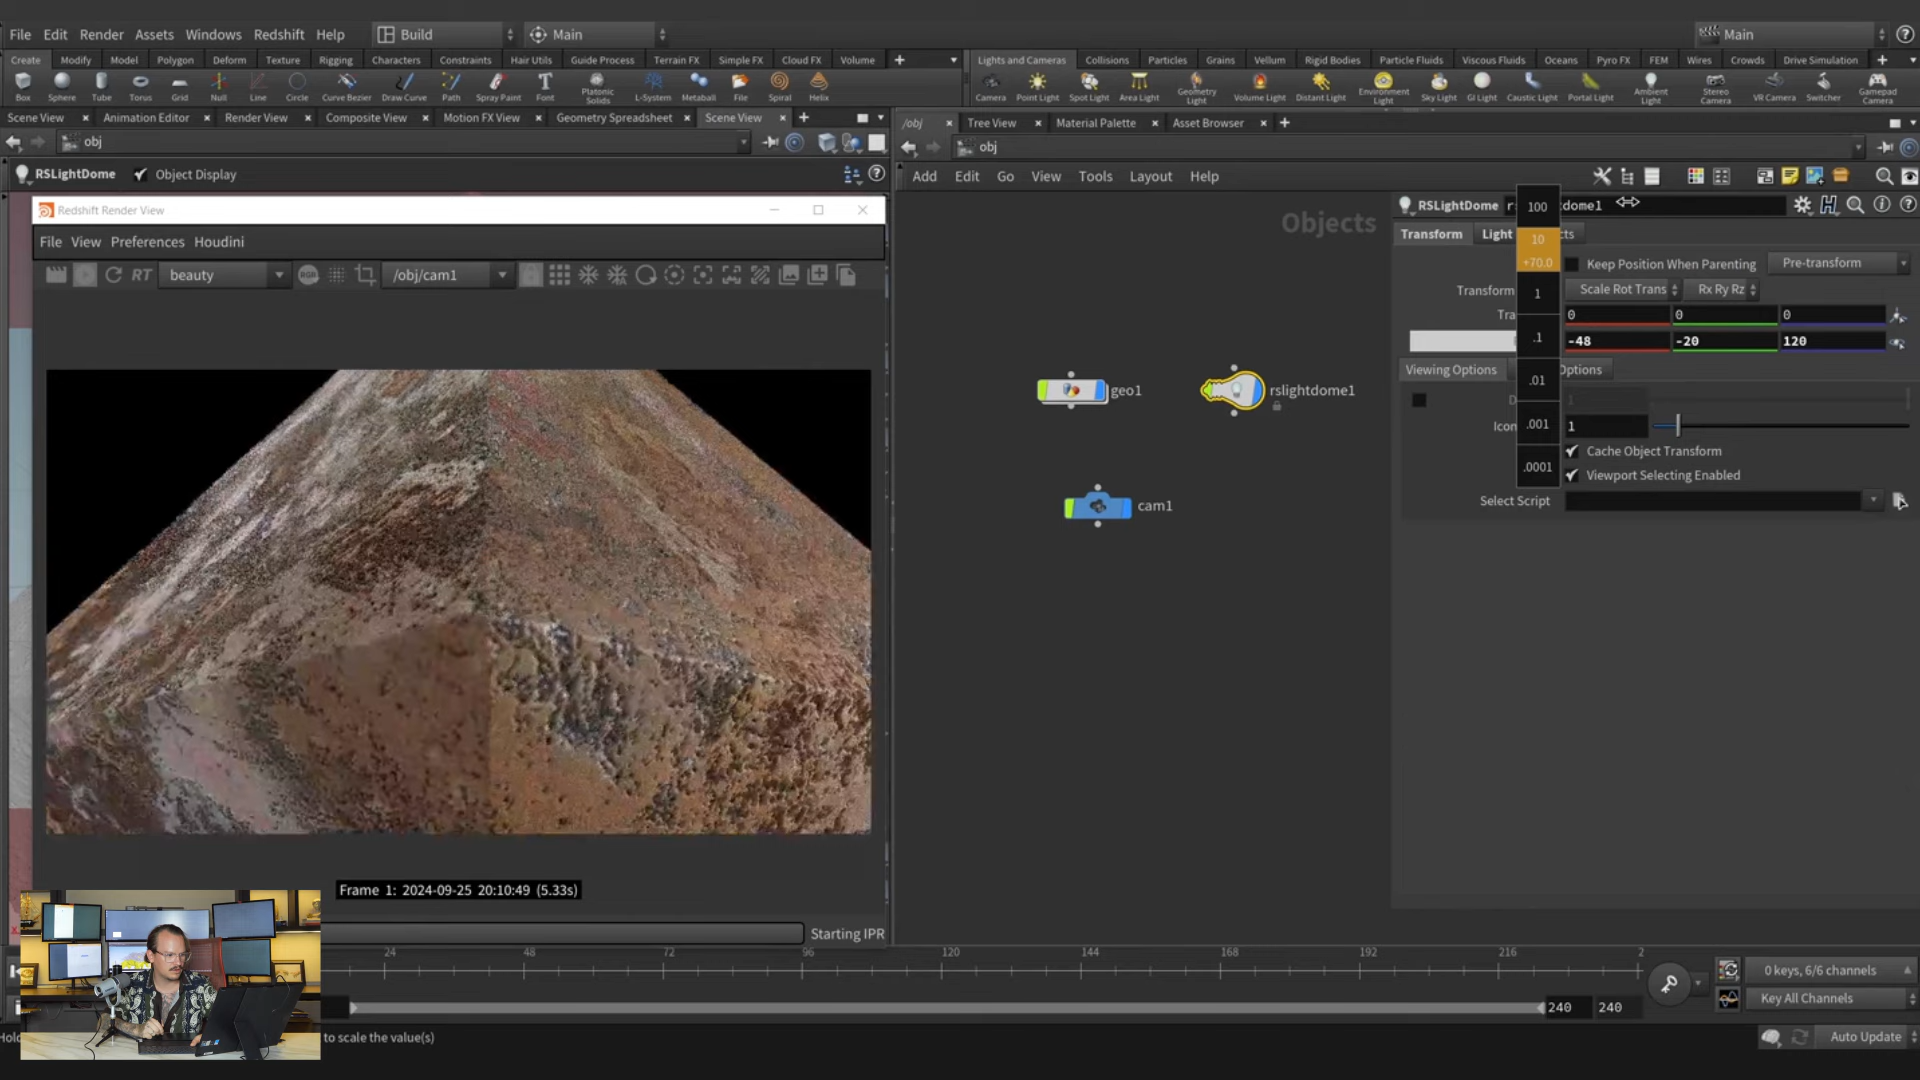 File Edit Render Assets Windows Redshift Help Build Main Main
Create Modify Model Polygon Deform Texture Rigging Characters Constraints Hair Utils Guide Process Terrain FX Simple FX Cloud FX Volume
Lights and Cameras Collisions Particles Grains Vellum Rigid Bodies Particle Fluids Viscous Fluids Oceans Pyro FX FEM Wires Crowds Drive Simulation
Box Sphere Tube Torus Grid Null Line Circle Curve Bezier Draw Curve Path Spray Paint Font Platonic Solids L-System Metaball File Spiral Helix
Camera Point Light Spot Light Area Light Geometry Light Volume Light Distant Light Environment Light Sky Light GI Light Caustic Light Portal Light Ambient Light Stereo Camera VR Camera Switcher Gamepad Camera
Scene View Animation Editor Render View Composite View Motion FX View Geometry Spreadsheet Scene View
/obj Tree View Material Palette Asset Browser
obj
obj
RSLightDome Object Display
Add Edit Go View Tools Layout Help
Redshift Render View
File View Preferences Houdini
RT beauty RGB /obj/cam1
Objects
geo1
rslightdome1
cam1
RSLightDome r dome1
Transform Light cts
Keep Position When Parenting Pre-transform
Transform Scale Rot Trans Rx Ry Rz
Tra 0 0 0
-48 -20 120
Viewing Options Options
D 1
Icon 1
Cache Object Transform
Viewport Selecting Enabled
Select Script
100
10
+70.0
1
.1
.01
.001
.0001
Frame 1: 2024-09-25 20:10:49 (5.33s)
Starting IPR
24 48 72 96 120 144 168 192 216 2
0 keys, 6/6 channels
240 240 Key All Channels
Hol to scale the value(s)
Auto Update